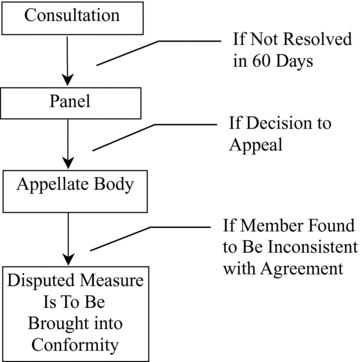 Consultation
If Not Resolved
in 60 Days
Panel
If Decision to
Appeal
Appellate Body
If Member Found
to Be Inconsistent
with Agreement
Disputed Measure
Is To Be
Brought into
Conformity